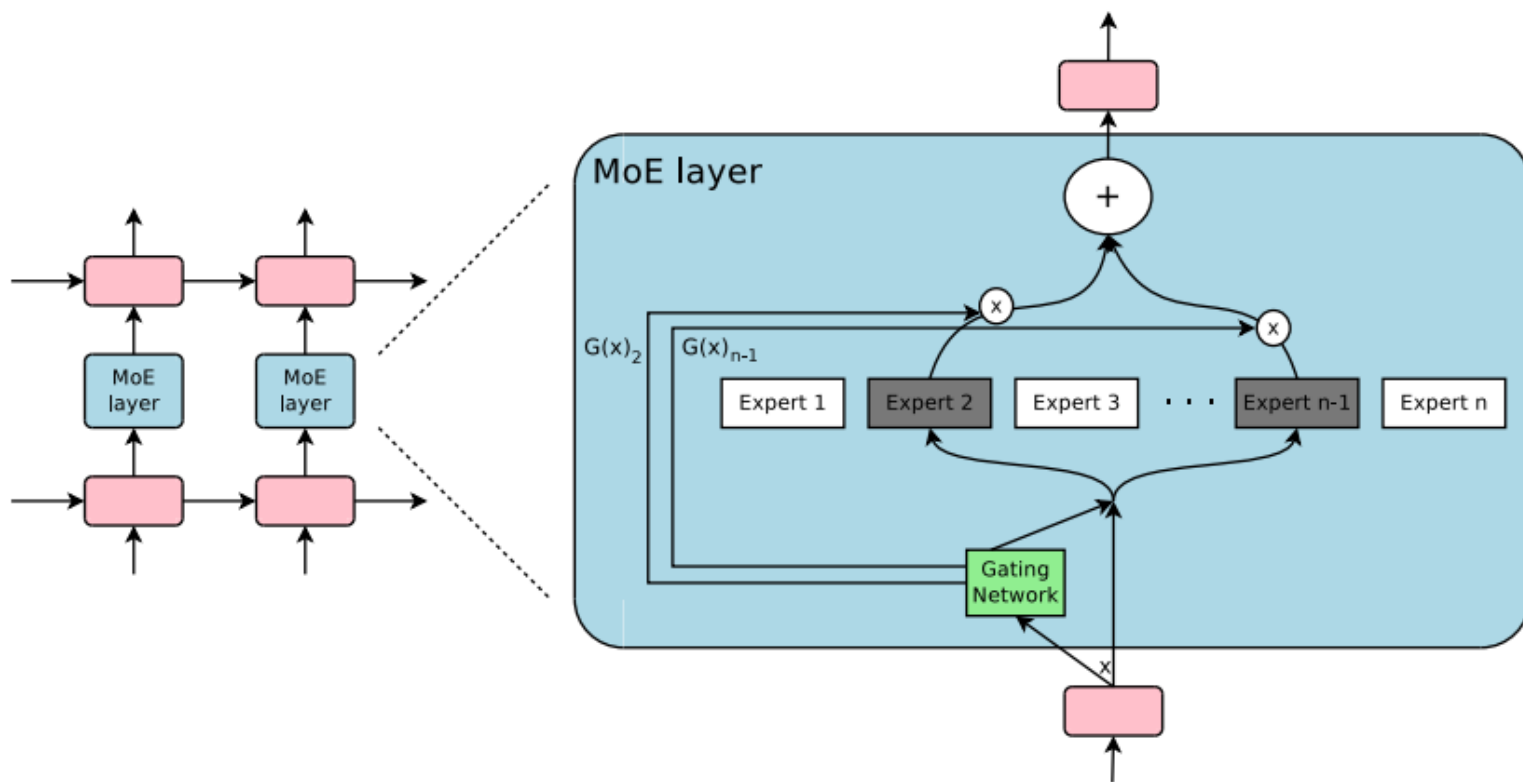 MoE layer
+
x
x
G(x)2
G(x)n-1
MoE
layer
MoE
layer
Expert 1
Expert 2
Expert 3
. . .
Expert n-1
Expert n
Gating
Network
x